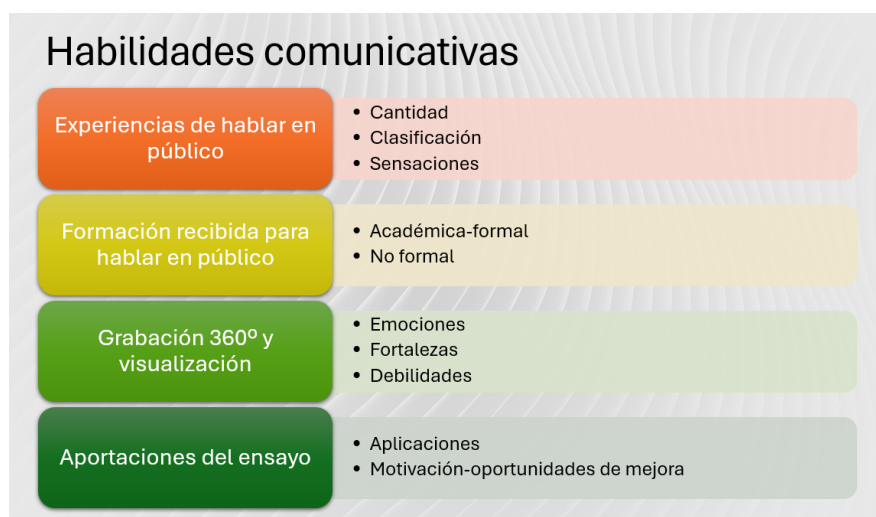 Habilidades comunicativas
Experiencias de hablar en
público
• Cantidad
• Clasificación
• Sensaciones
Formación recibida para
hablar en público
• Académica-formal
• No formal
Grabación 360º y
visualización
• Emociones
• Fortalezas
• Debilidades
Aportaciones del ensayo
• Aplicaciones
• Motivación-oportunidades de mejora